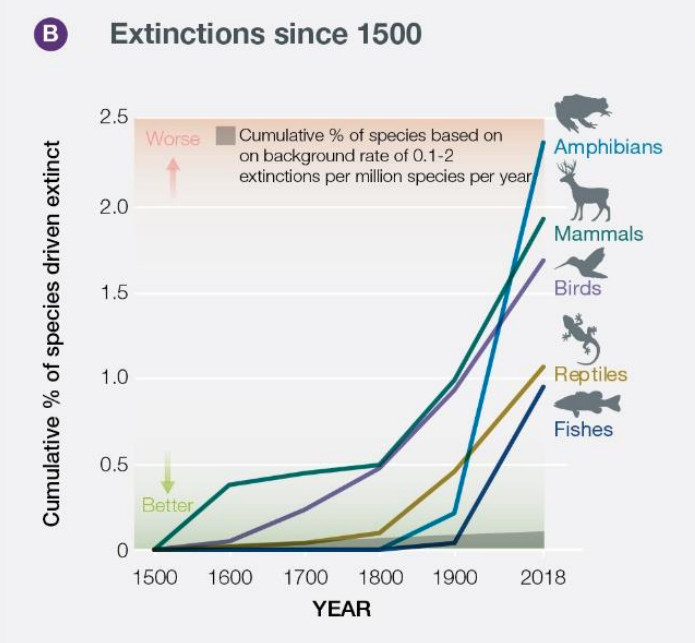 B
Extinctions since 1500
Cumulative % of species driven extinct
2.5
2.0
1.5
1.0
0.5
0
Worse
Cumulative % of species based on
on background rate of 0.1-2
extinctions per million species per year
Better
Amphibians
Mammals
Birds
Reptiles
Fishes
1500 1600 1700 1800 1900 2018
YEAR